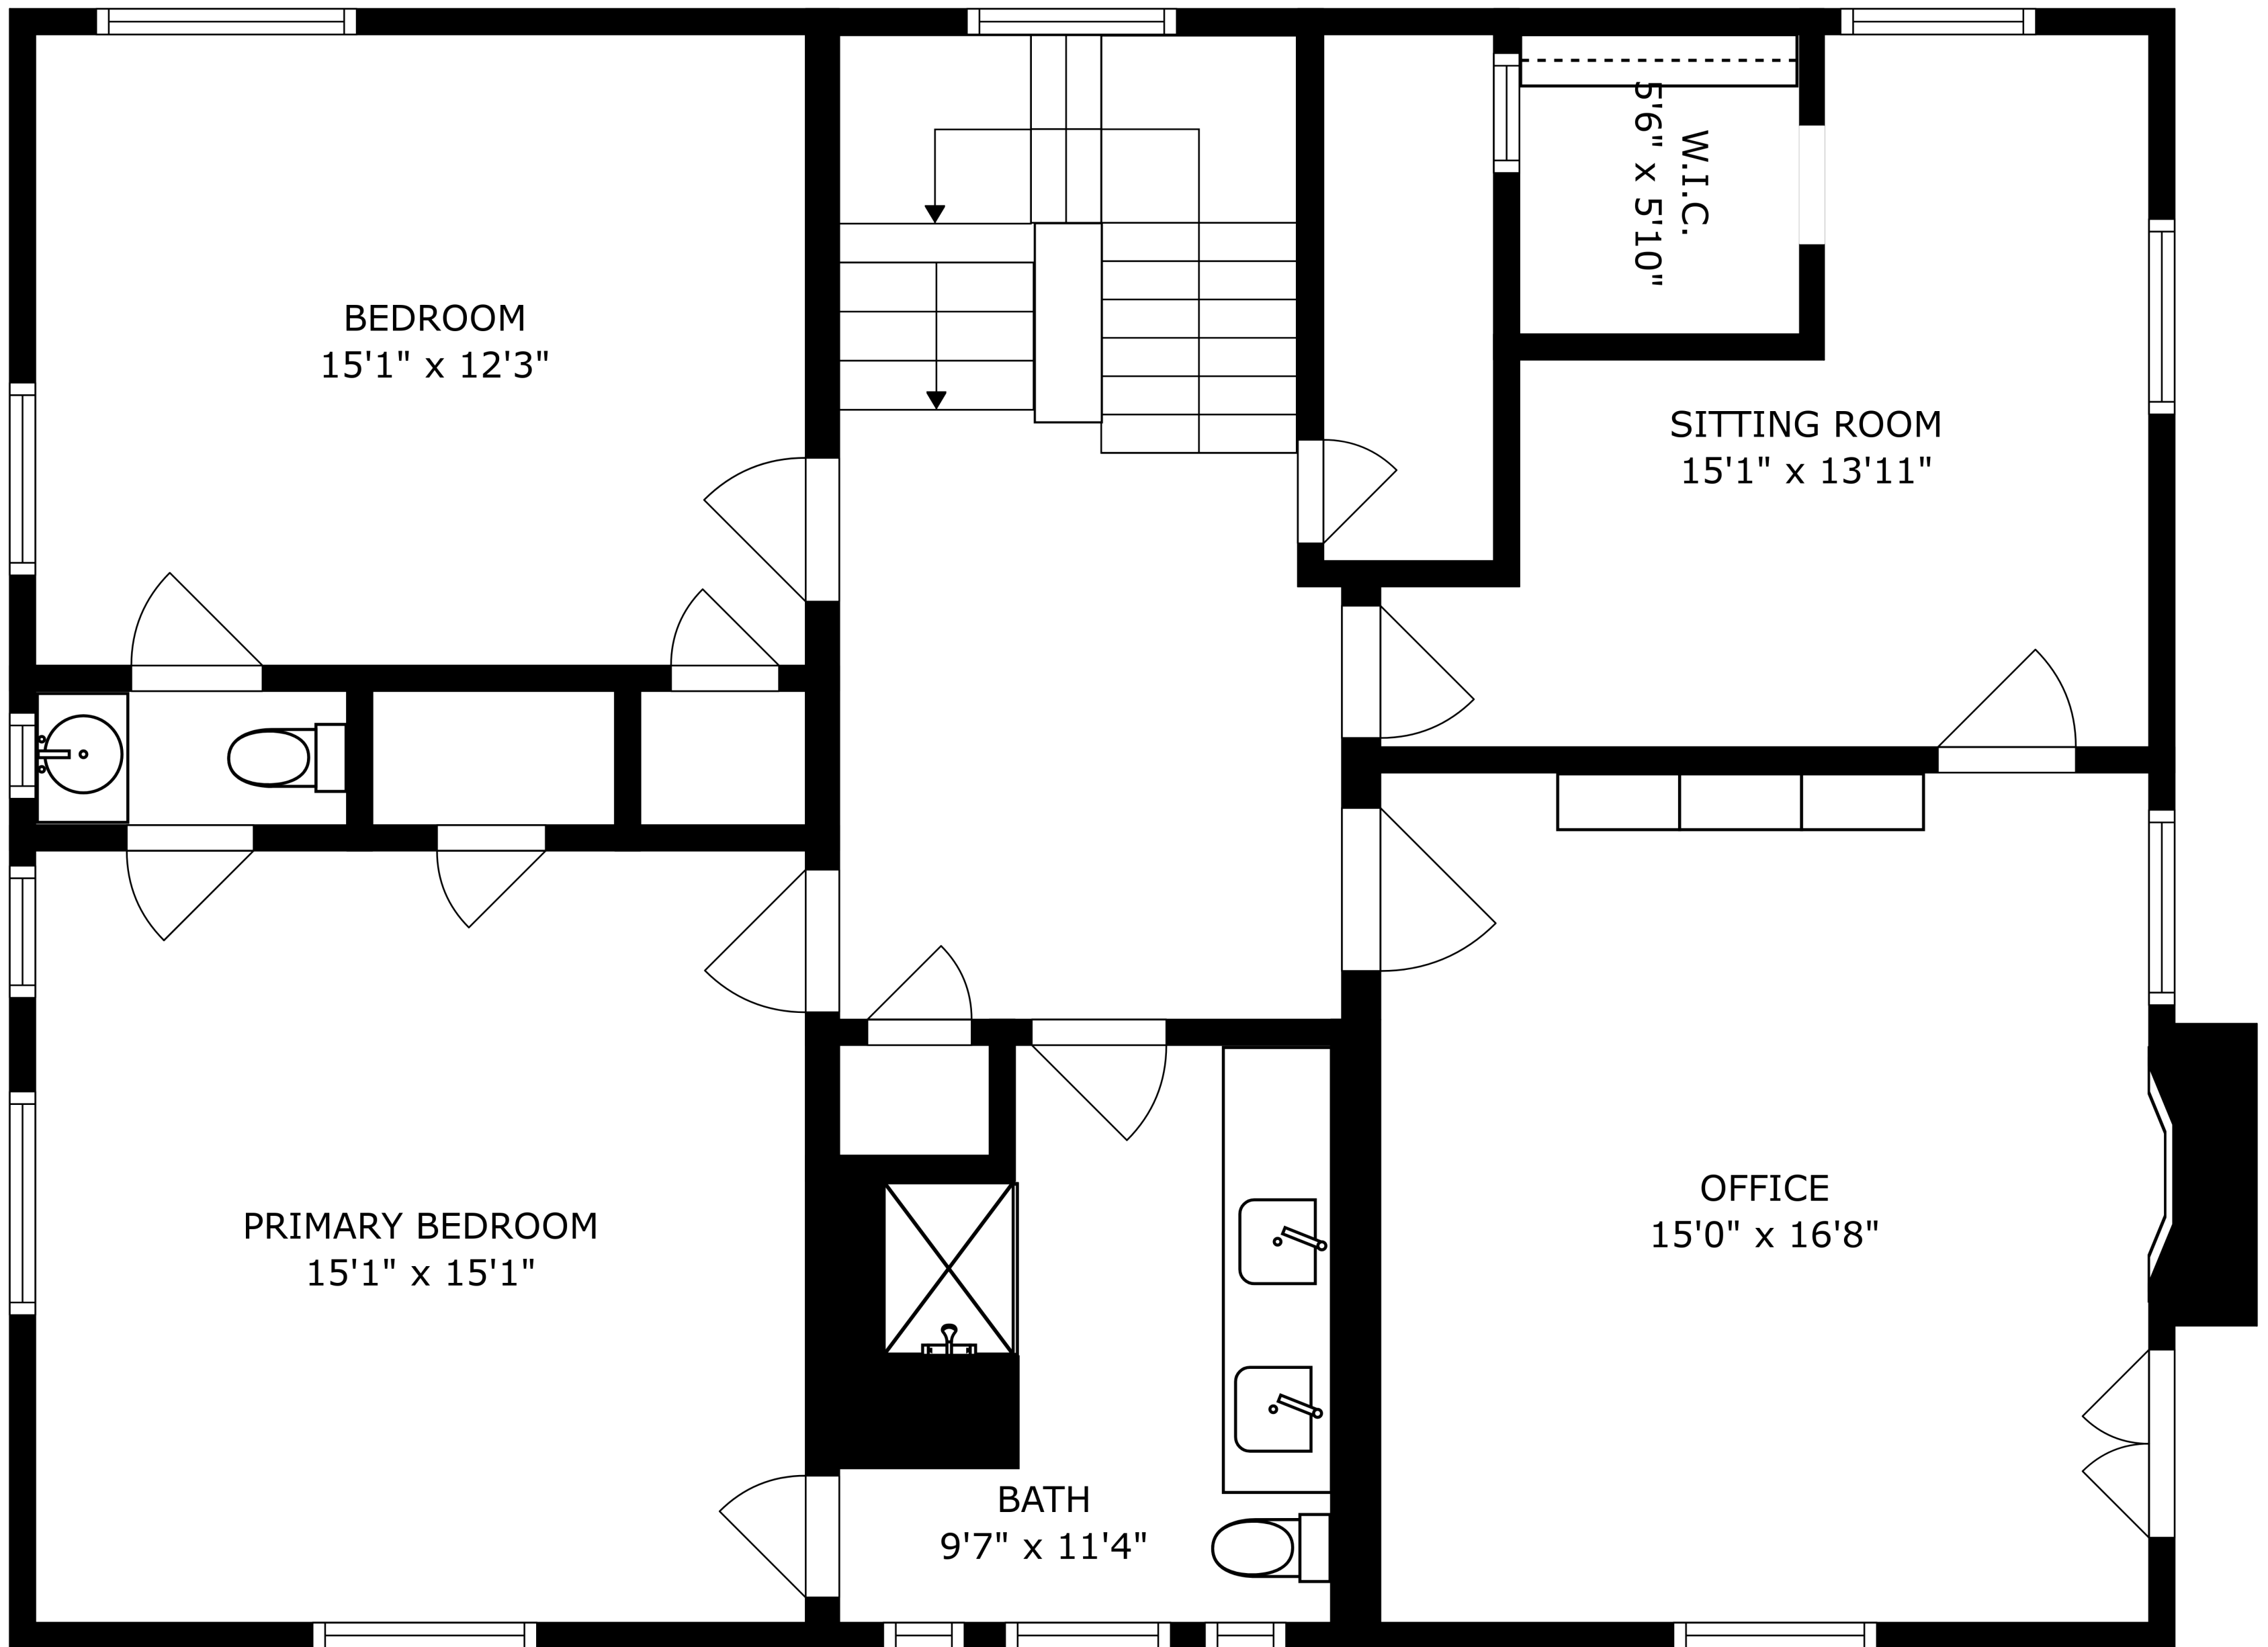 BEDROOM
15'1" x 12'3"
W.I.C.
5'6" x 5'10"
SITTING ROOM
15'1" x 13'11"
PRIMARY BEDROOM
15'1" x 15'1"
OFFICE
15'0" x 16'8"
BATH
9'7" x 11'4"